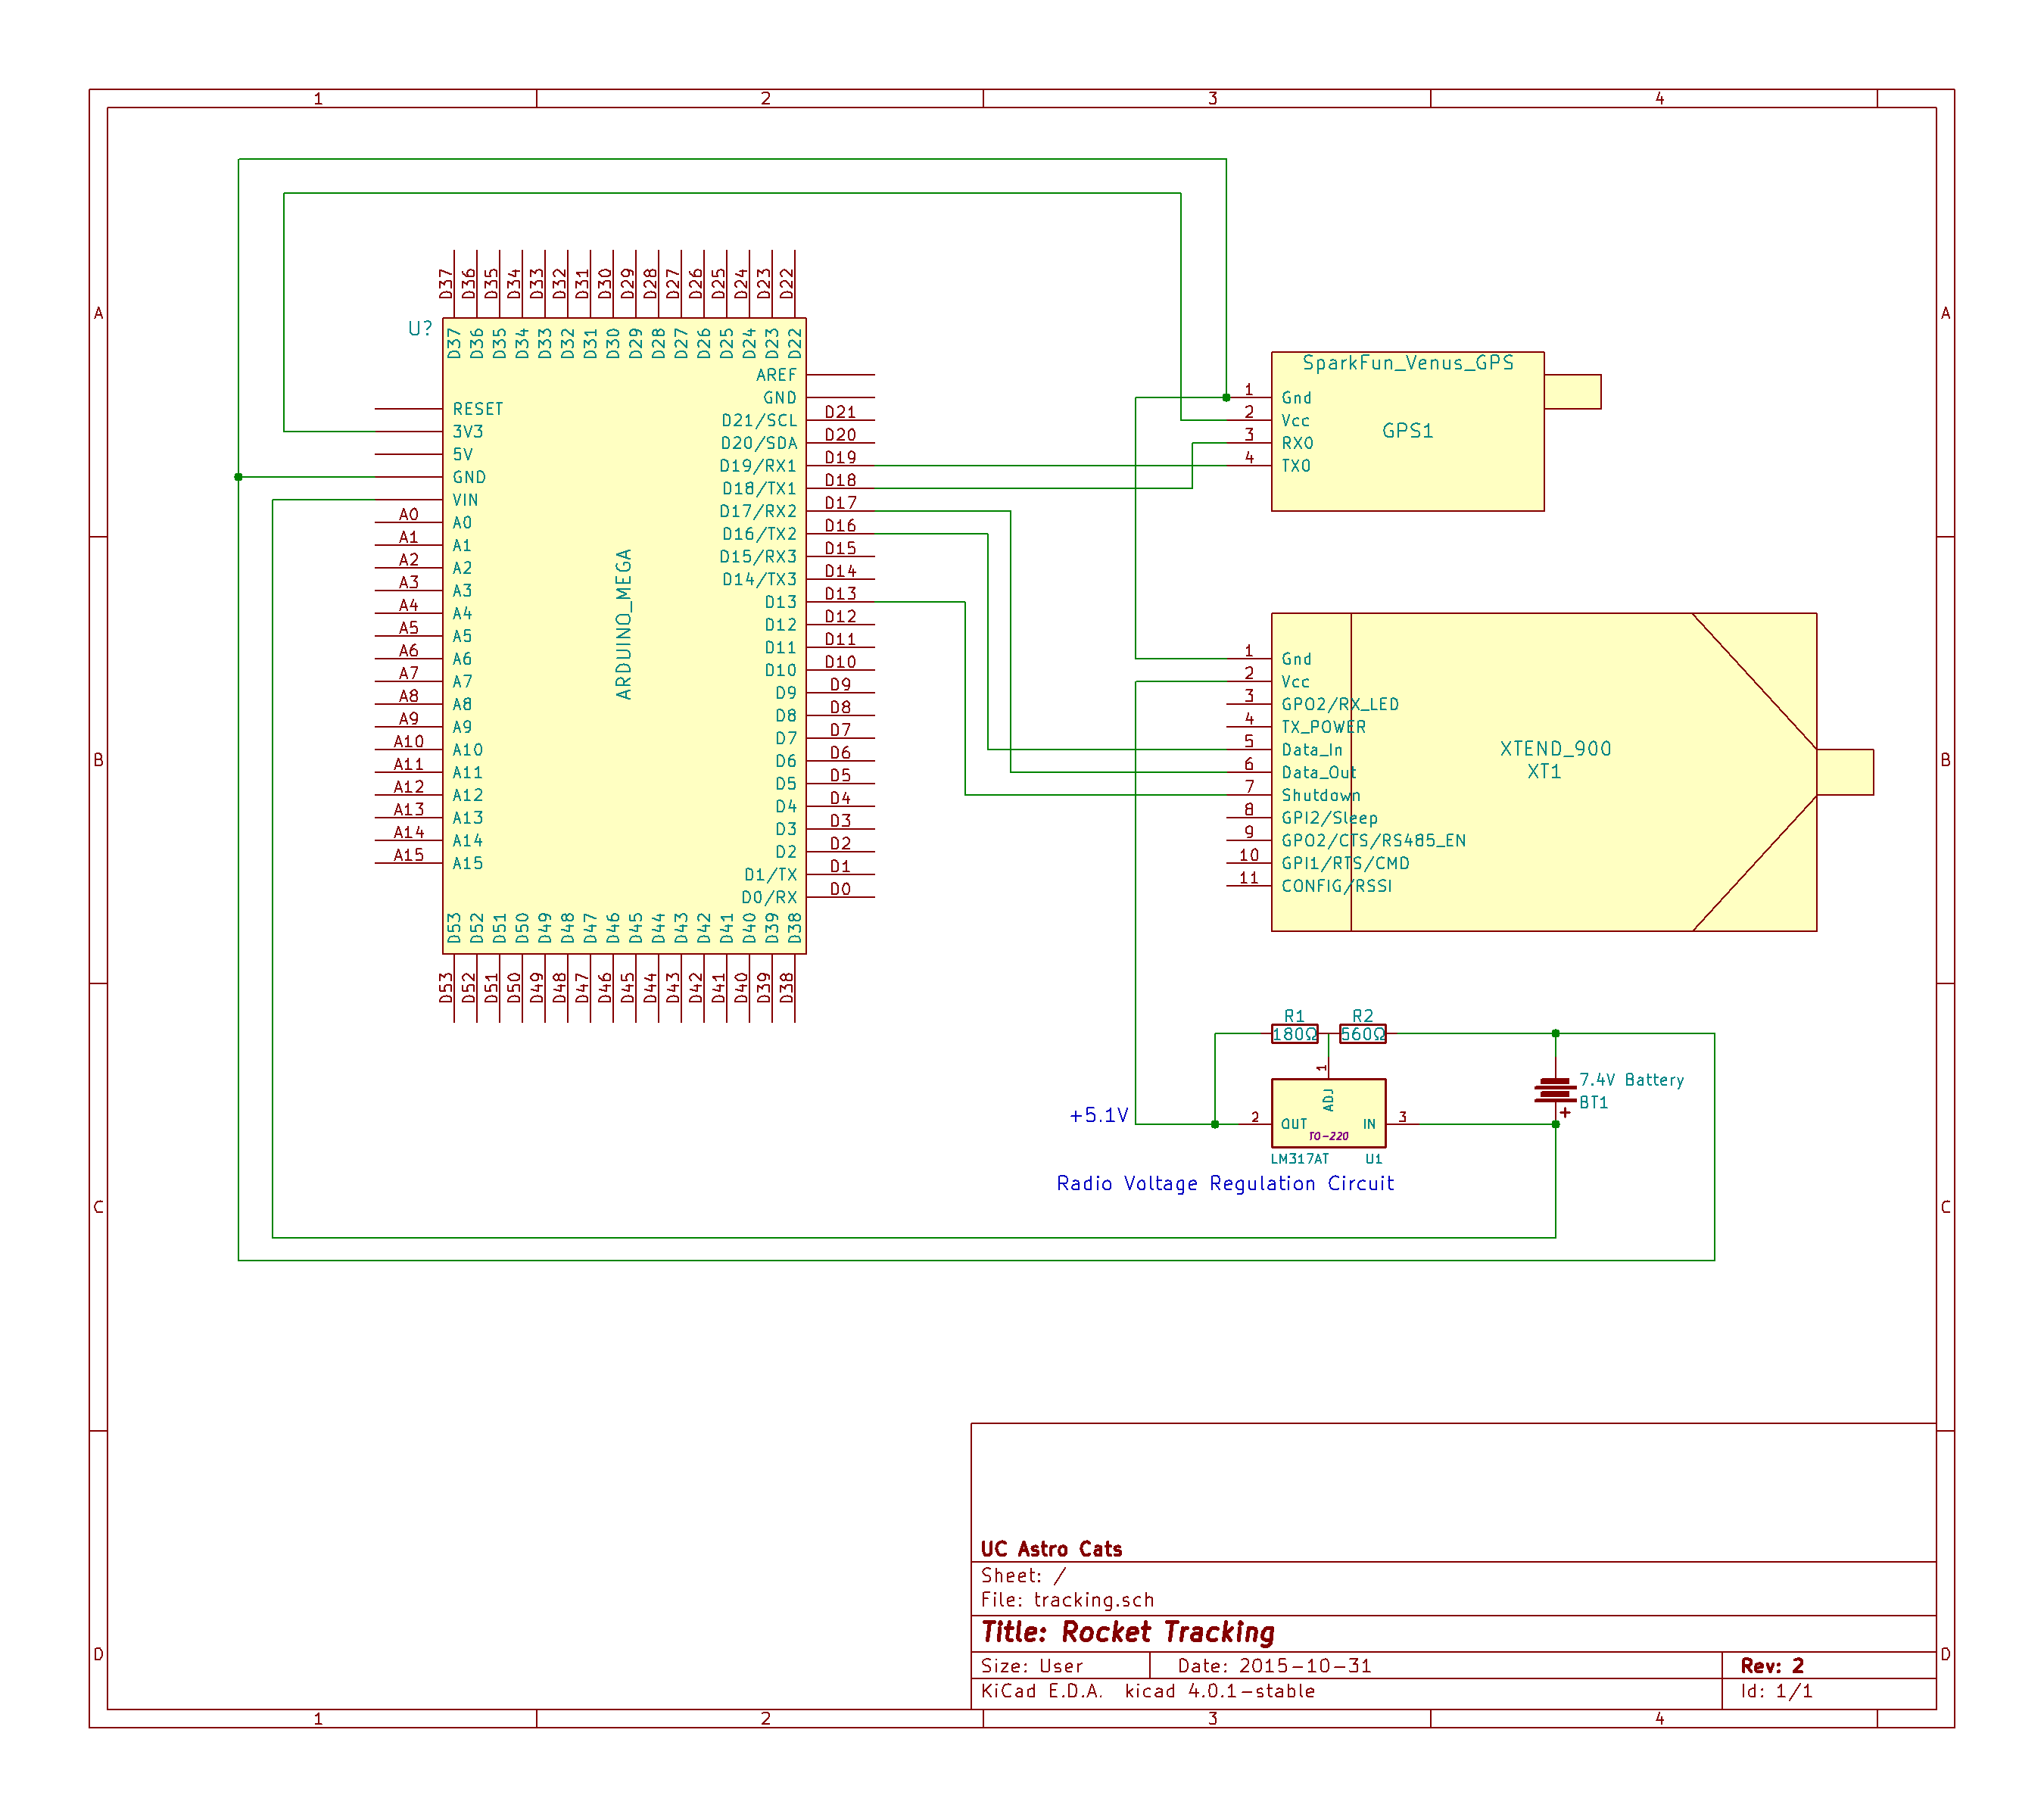 1 2 3 4
A
B
C
D
A
B
C
D
D37 D36 D35 D34 D33 D32 D31 D30 D29 D28 D27 D26 D25 D24 D23 D22
U?
D37 D36 D35 D34 D33 D32 D31 D30 D29 D28 D27 D26 D25 D24 D23 D22
RESET
3V3
5V
GND
VIN
A0 A0
A1 A1
A2 A2
A3 A3
A4 A4
A5 A5
A6 A6
A7 A7
A8 A8
A9 A9
A10 A10
A11 A11
A12 A12
A13 A13
A14 A14
A15 A15
ARDUINO_MEGA
AREF
GND
D21/SCL D21
D20/SDA D20
D19/RX1 D19
D18/TX1 D18
D17/RX2 D17
D16/TX2 D16
D15/RX3 D15
D14/TX3 D14
D13 D13
D12 D12
D11 D11
D10 D10
D9 D9
D8 D8
D7 D7
D6 D6
D5 D5
D4 D4
D3 D3
D2 D2
D1/TX D1
D0/RX D0
D53 D52 D51 D50 D49 D48 D47 D46 D45 D44 D43 D42 D41 D40 D39 D38
D53 D52 D51 D50 D49 D48 D47 D46 D45 D44 D43 D42 D41 D40 D39 D38
SparkFun_Venus_GPS
GPS1
1 Gnd
2 Vcc
3 RX0
4 TX0
XTEND_900
XT1
1 Gnd
2 Vcc
3 GPO2/RX_LED
4 TX_POWER
5 Data_In
6 Data_Out
7 Shutdown
8 GPI2/Sleep
9 GPO2/CTS/RS485_EN
10 GPI1/RTS/CMD
11 CONFIG/RSSI
R1 R2
180Ω 560Ω
1
ADJ
2 OUT IN 3
TO-220
LM317AT U1
7.4V Battery
BT1
+
+5.1V
Radio Voltage Regulation Circuit
UC Astro Cats
Sheet: /
File: tracking.sch
Title: Rocket Tracking
Size: User Date: 2015-10-31 Rev: 2
KiCad E.D.A. kicad 4.0.1-stable Id: 1/1
1 2 3 4